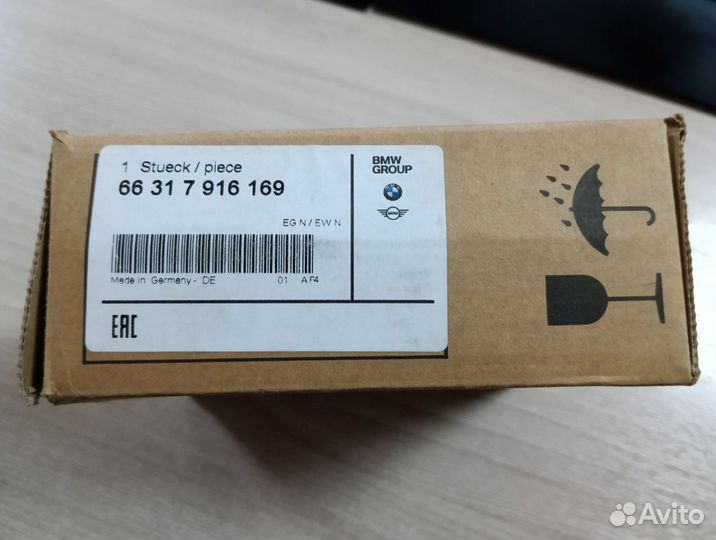 1 Stueck / piece
66 31 7 916 169
EG N / EW N
Made in Germany - DE 01 AF4
EAC
BMW
GROUP
MINI
Avito